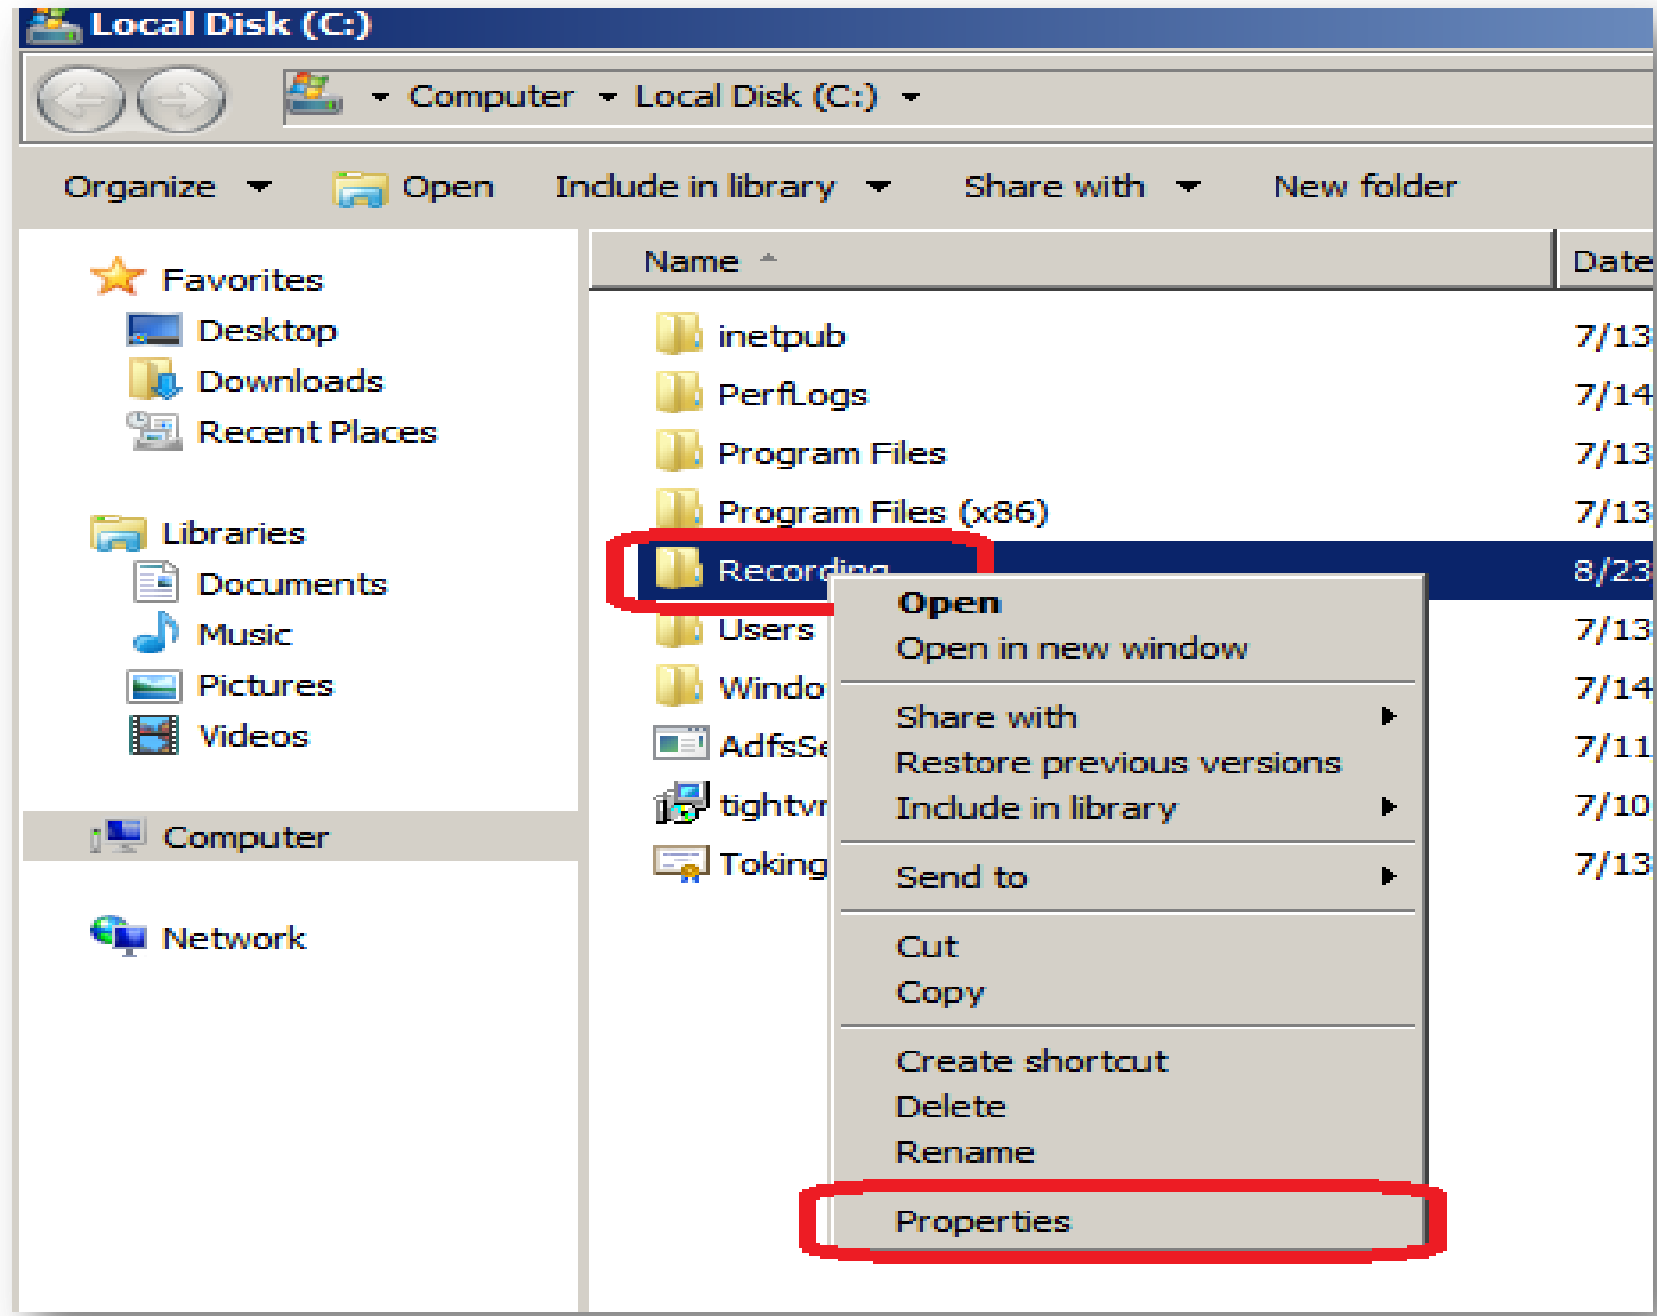 Local Disk (C:)
Computer Local Disk (C:)
Organize Open Include in library Share with New folder
Favorites
Desktop
Downloads
Recent Places
Libraries
Documents
Music
Pictures
Videos
Computer
Network
Name Date
inetpub 7/13
PerfLogs 7/14
Program Files 7/13
Program Files (x86) 7/13
Recording 8/23
Users 7/13
Windo 7/14
AdfsSe 7/11
tightvn 7/10
Toking 7/13
Open
Open in new window
Share with
Restore previous versions
Include in library
Send to
Cut
Copy
Create shortcut
Delete
Rename
Properties